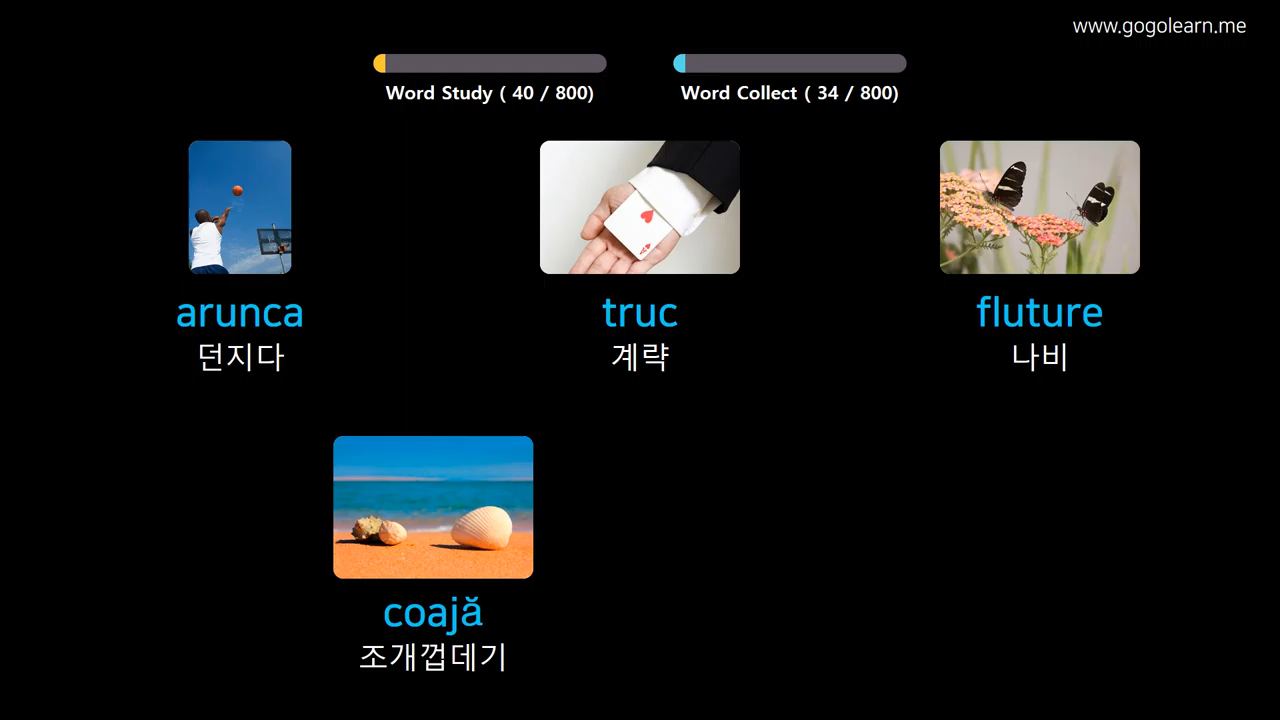 www.gogolearn.me
Word Study ( 40 / 800)
Word Collect ( 34 / 800)
arunca
던지다
truc
계략
fluture
나비
coajă
조개껍데기